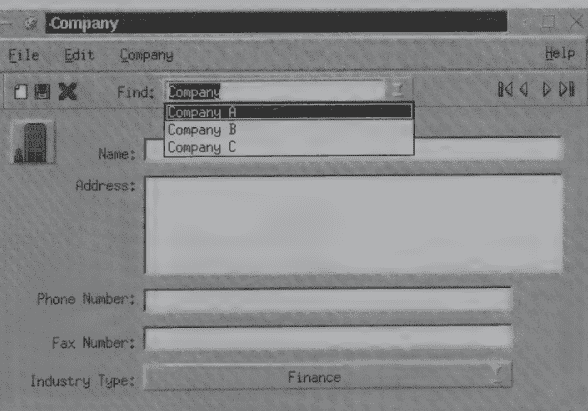 Company
File Edit Company Help
Find: Company
Company A
Company B
Company C
Name:
Address:
Phone Number:
Fax Number:
Industry Type: Finance